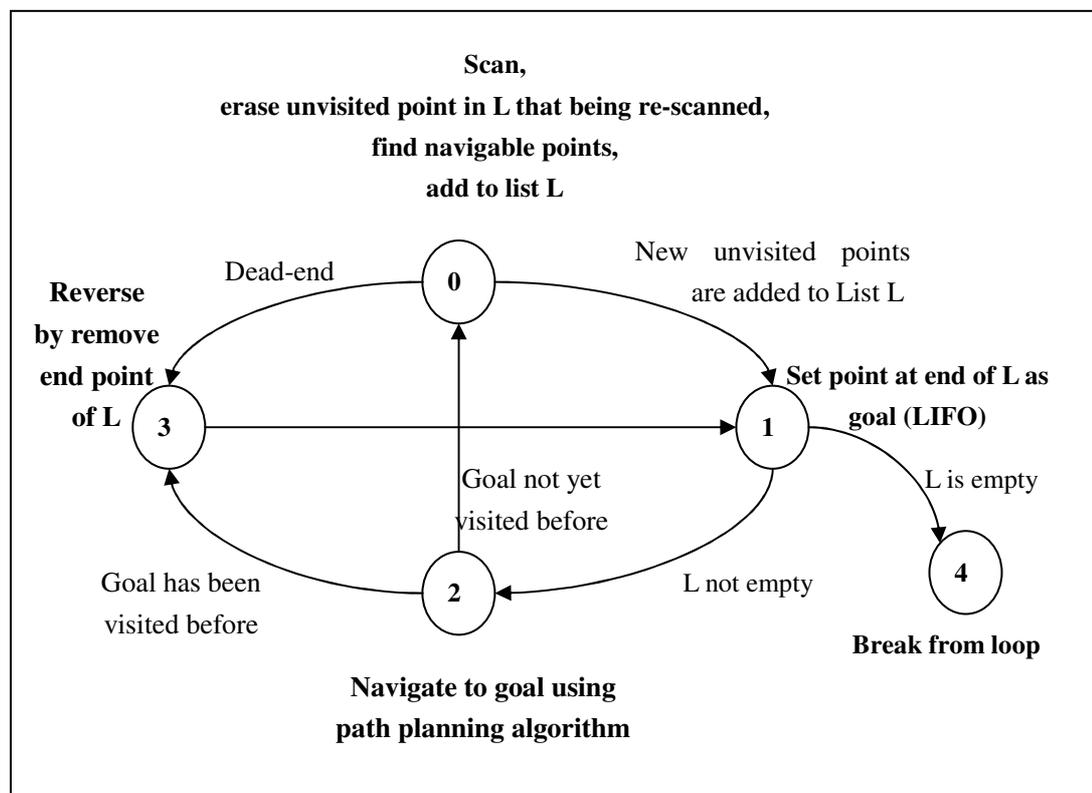 Scan,
erase unvisited point in L that being re-scanned,
find navigable points,
add to list L
Dead-end
0
New unvisited points
are added to List L
Reverse
by remove
end point
of L
3
1
Set point at end of L as
goal (LIFO)
L is empty
Goal not yet
visited before
Goal has been
visited before
2
L not empty
4
Break from loop
Navigate to goal using
path planning algorithm